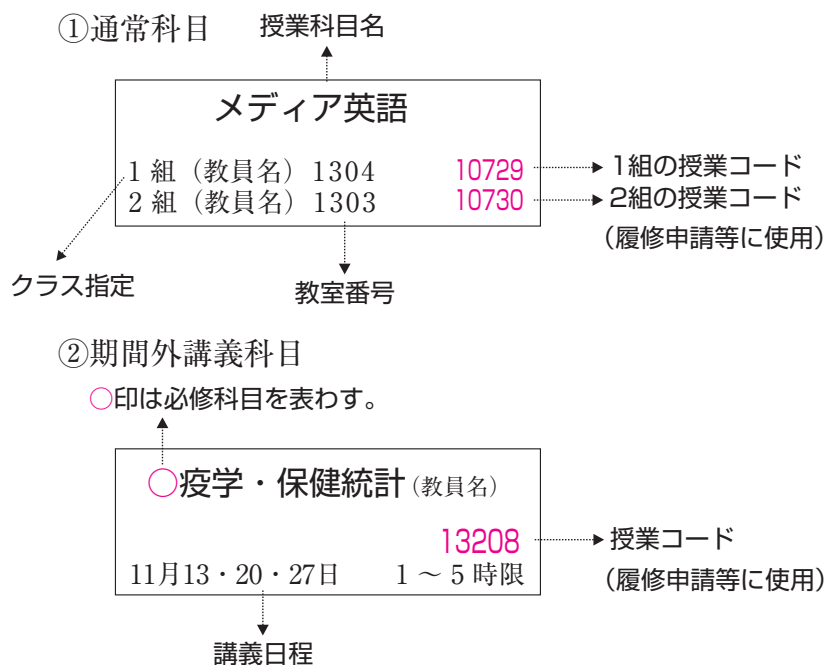 ①通常科目
授業科目名
メディア英語
1 組（教員名）1304 10729 1組の授業コード
2 組（教員名）1303 10730 2組の授業コード
（履修申請等に使用）
クラス指定
教室番号
②期間外講義科目
○印は必修科目を表わす。
○疫学・保健統計（教員名）
13208 授業コード
11月13・20・27日 1～5時限 （履修申請等に使用）
講義日程